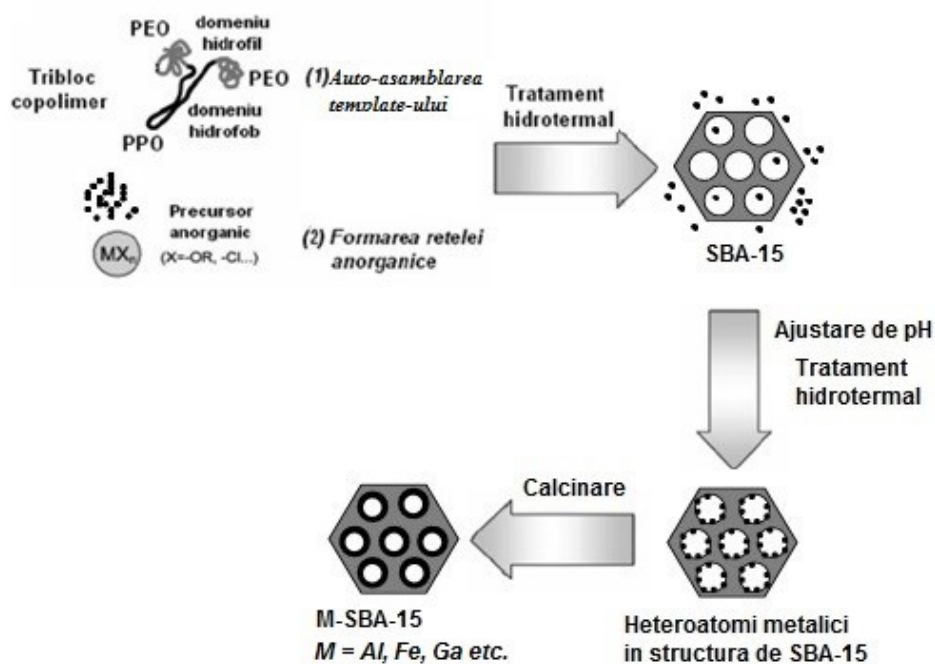 PEO
domeniu
hidrofil
Tribloc
copolimer
PEO
(1)Auto-asamblarea
template-ului
domeniu
hidrofob
PPO
Tratament
hidrotermal
Precursor
anorganic
MXn
(X=-OR, -Cl...)
(2) Formarea retelei
anorganice
SBA-15
Ajustare de pH
Tratament
hidrotermal
Calcinare
M-SBA-15
M = Al, Fe, Ga etc.
Heteroatomi metalici
in structura de SBA-15